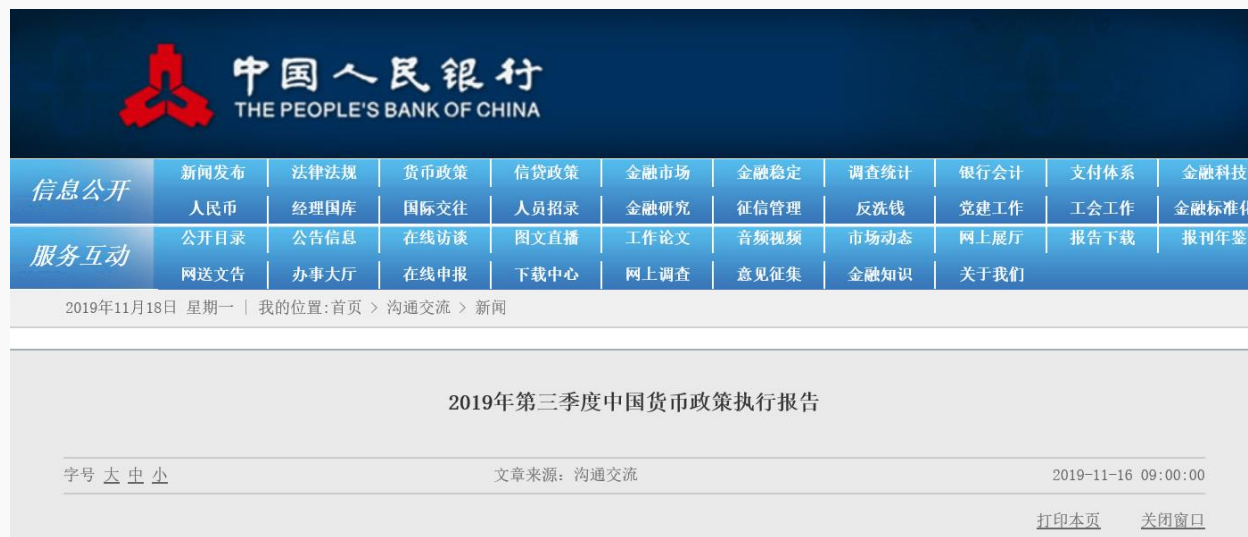 中国人民银行
THE PEOPLE'S BANK OF CHINA
信息公开
新闻发布 法律法规 货币政策 信贷政策 金融市场 金融稳定 调查统计 银行会计 支付体系 金融科技
人民币 经理国库 国际交往 人员招录 金融研究 征信管理 反洗钱 党建工作 工会工作 金融标准化
服务互动
公开目录 公告信息 在线访谈 图文直播 工作论文 音频视频 市场动态 网上展厅 报告下载 报刊年鉴
网送文告 办事大厅 在线申报 下载中心 网上调查 意见征集 金融知识 关于我们
2019年11月18日 星期一 | 我的位置:首页 > 沟通交流 > 新闻
2019年第三季度中国货币政策执行报告
字号 大 中 小 文章来源：沟通交流 2019-11-16 09:00:00
打印本页 关闭窗口